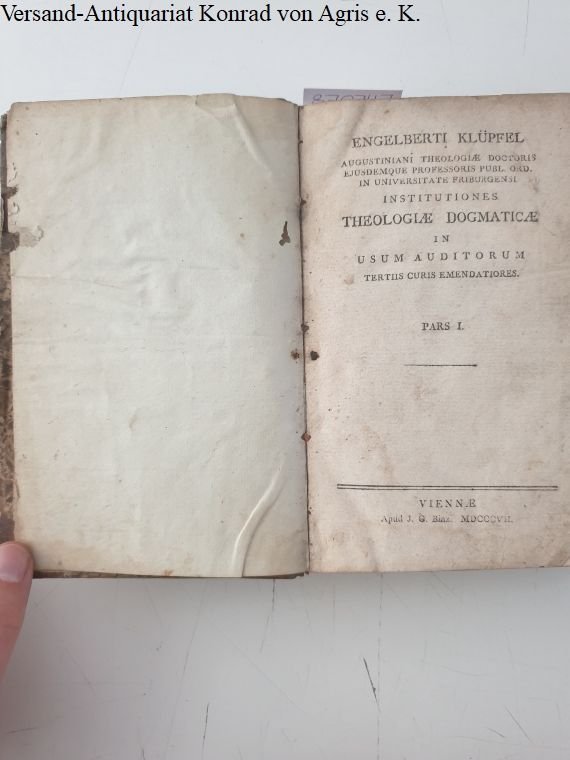 Versand-Antiquariat Konrad von Agris e. K.
870747
ENGELBERTI KLÜPFEL
AUGUSTINIANI THEOLOGIÆ DOCTORIS
EJUSDEMQUE PROFESSORIS PUBL. ORD.
IN UNIVERSITATE FRIBURGENSI
INSTITUTIONES
THEOLOGIÆ DOGMATICÆ
IN
USUM AUDITORUM
TERTIIS CURIS EMENDATIORES.
PARS I.
VIENNÆ
Apud J. G. Binz. MDCCCVII.